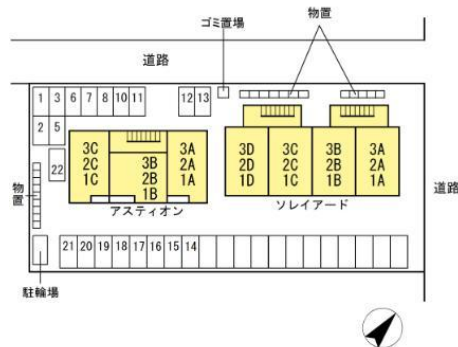 ゴミ置場
物置
道路
1 3 6 7 8 10 11
12 13
2 5
22
3C
2C
1C
3B
2B
1B
3A
2A
1A
アスティオン
3D
2D
1D
3C
2C
1C
3B
2B
1B
3A
2A
1A
ソレイアード
道路
物置
21 20 19 18 17 16 15 14
駐輪場